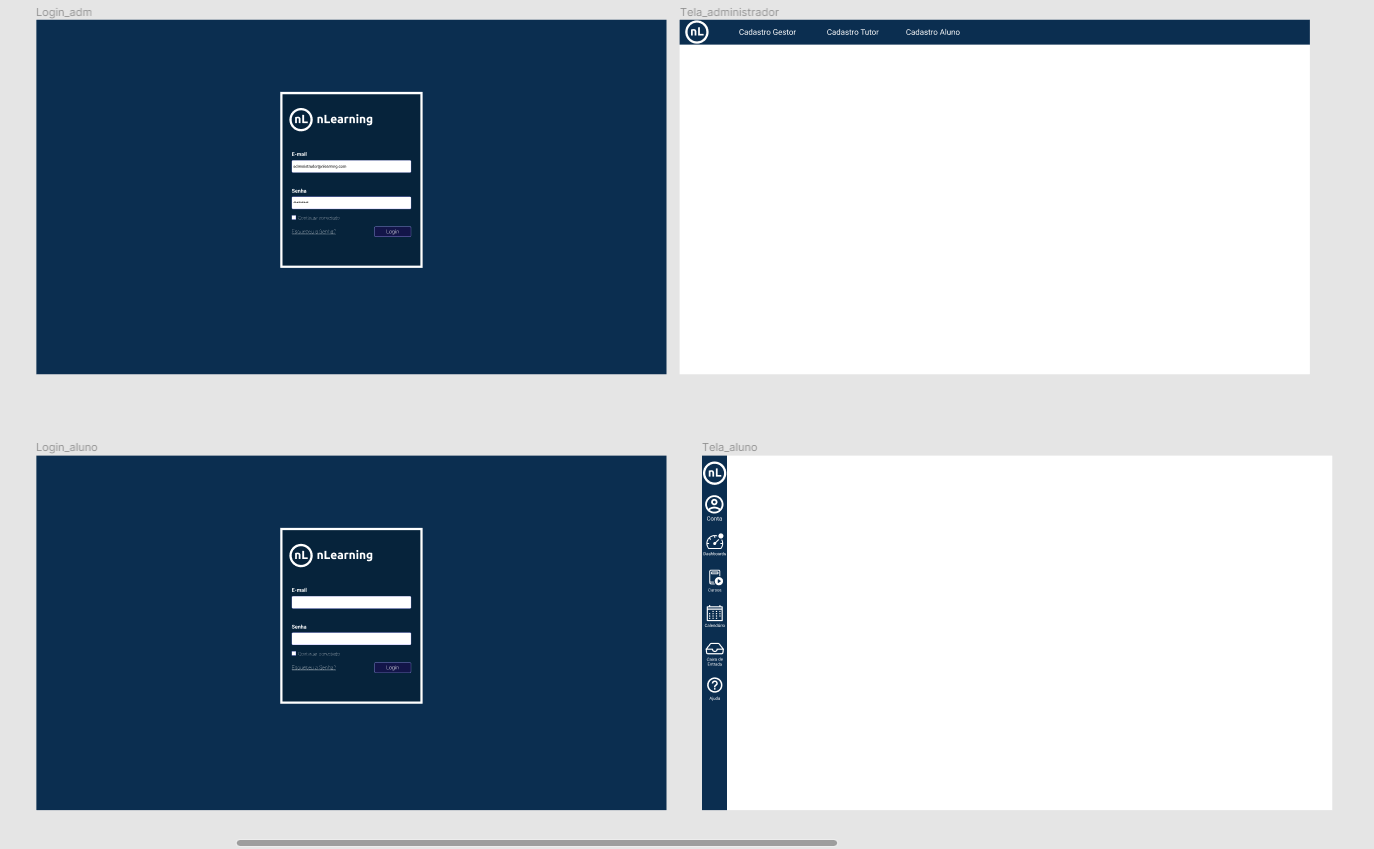 Login_adm
nL nLearning
E-mail
administrador@nlearning.com
Senha
Continuar conectado
Esqueceu a Senha?
Login
Tela_administrador
nL Cadastro Gestor Cadastro Tutor Cadastro Aluno
Login_aluno
nL nLearning
E-mail
Senha
Continuar conectado
Esqueceu a Senha?
Login
Tela_aluno
nL
Conta
Dashboards
Cursos
Calendário
Caixa de
Entrada
Ajuda